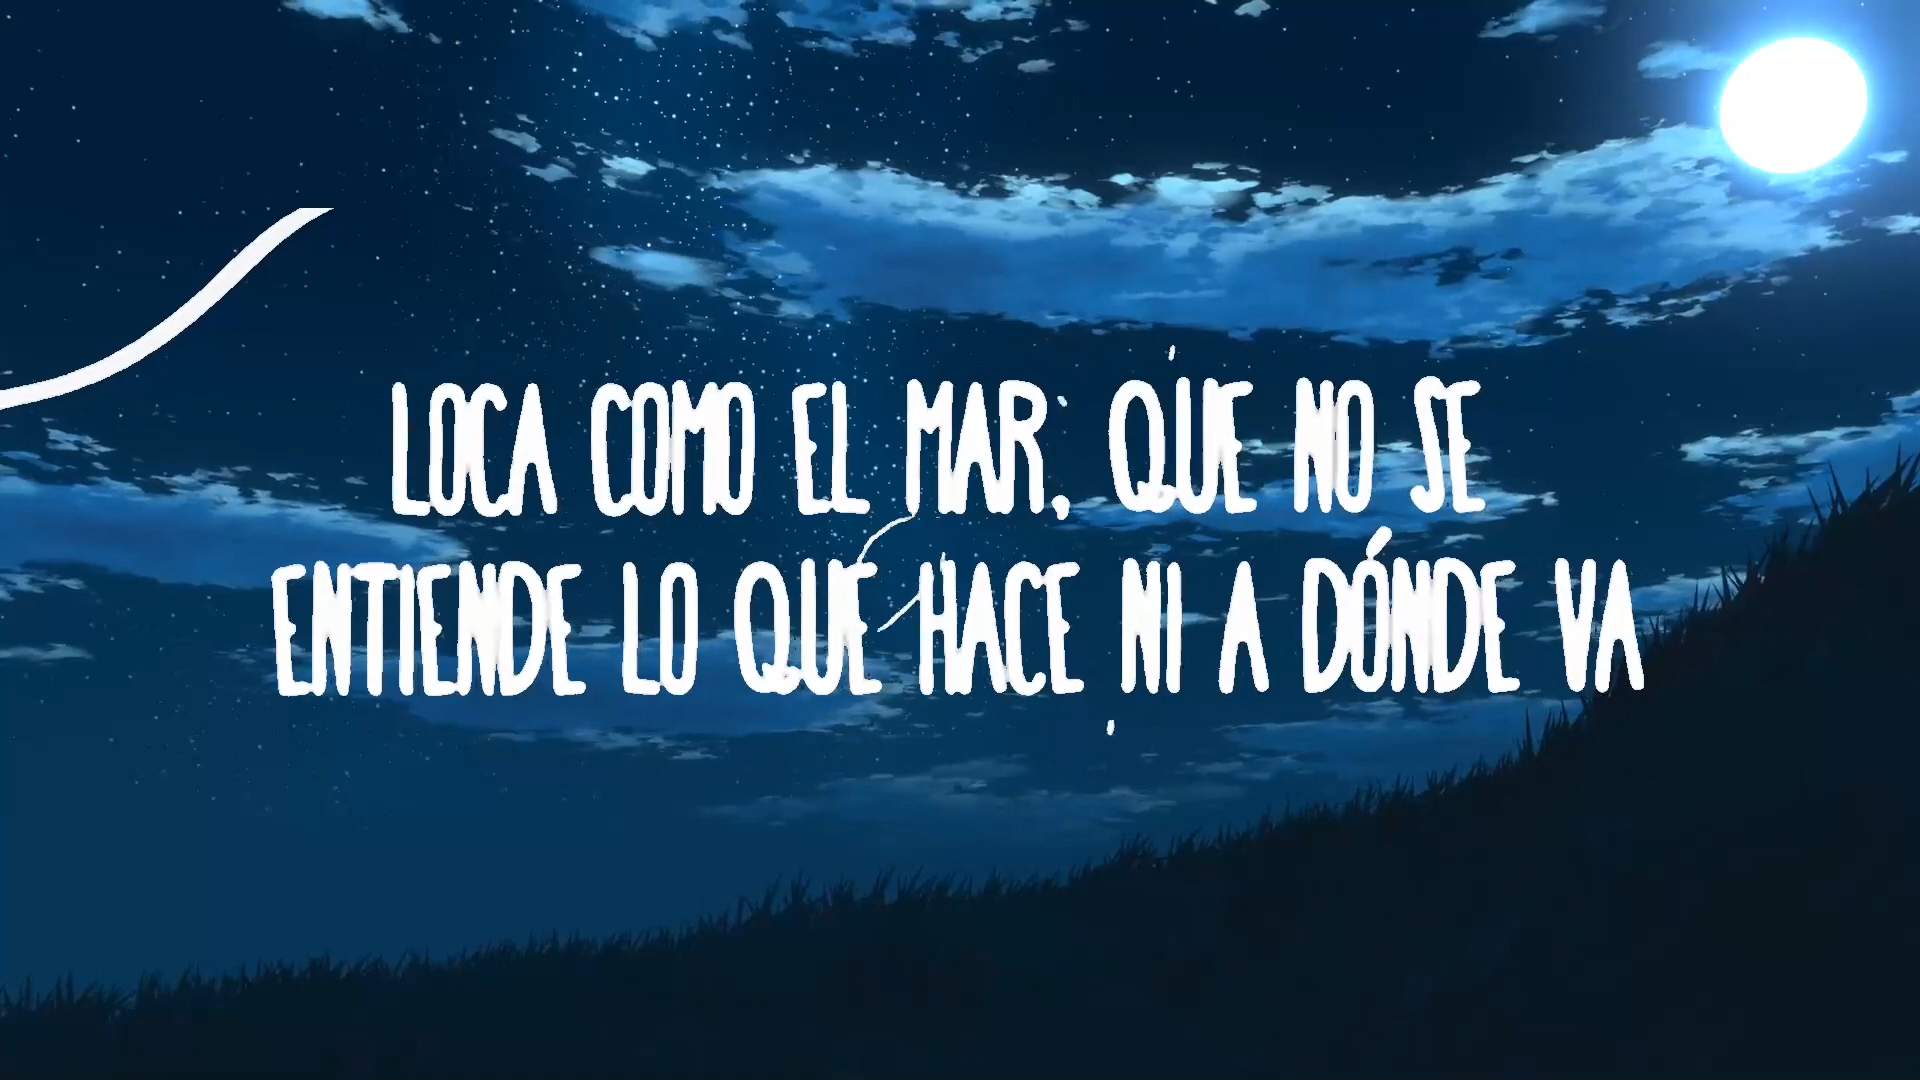 LOCA COMO EL MAR, QUE NO SE
ENTIENDE LO QUE HACE NI A DÓNDE VA